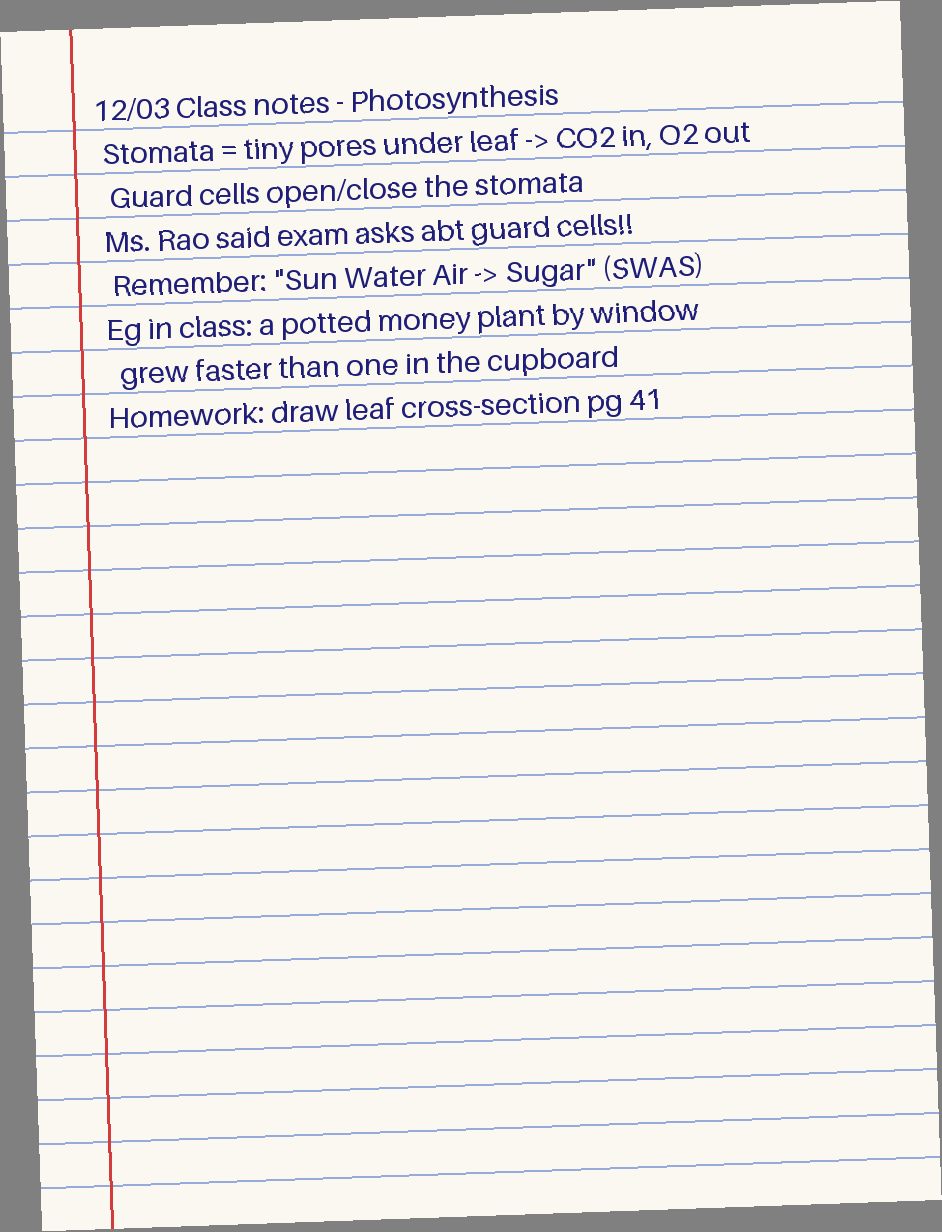 12/03 Class notes - Photosynthesis
Stomata = tiny pores under leaf -> CO2 in, O2 out
Guard cells open/close the stomata
Ms. Rao said exam asks abt guard cells!!
Remember: "Sun Water Air -> Sugar" (SWAS)
Eg in class: a potted money plant by window
grew faster than one in the cupboard
Homework: draw leaf cross-section pg 41